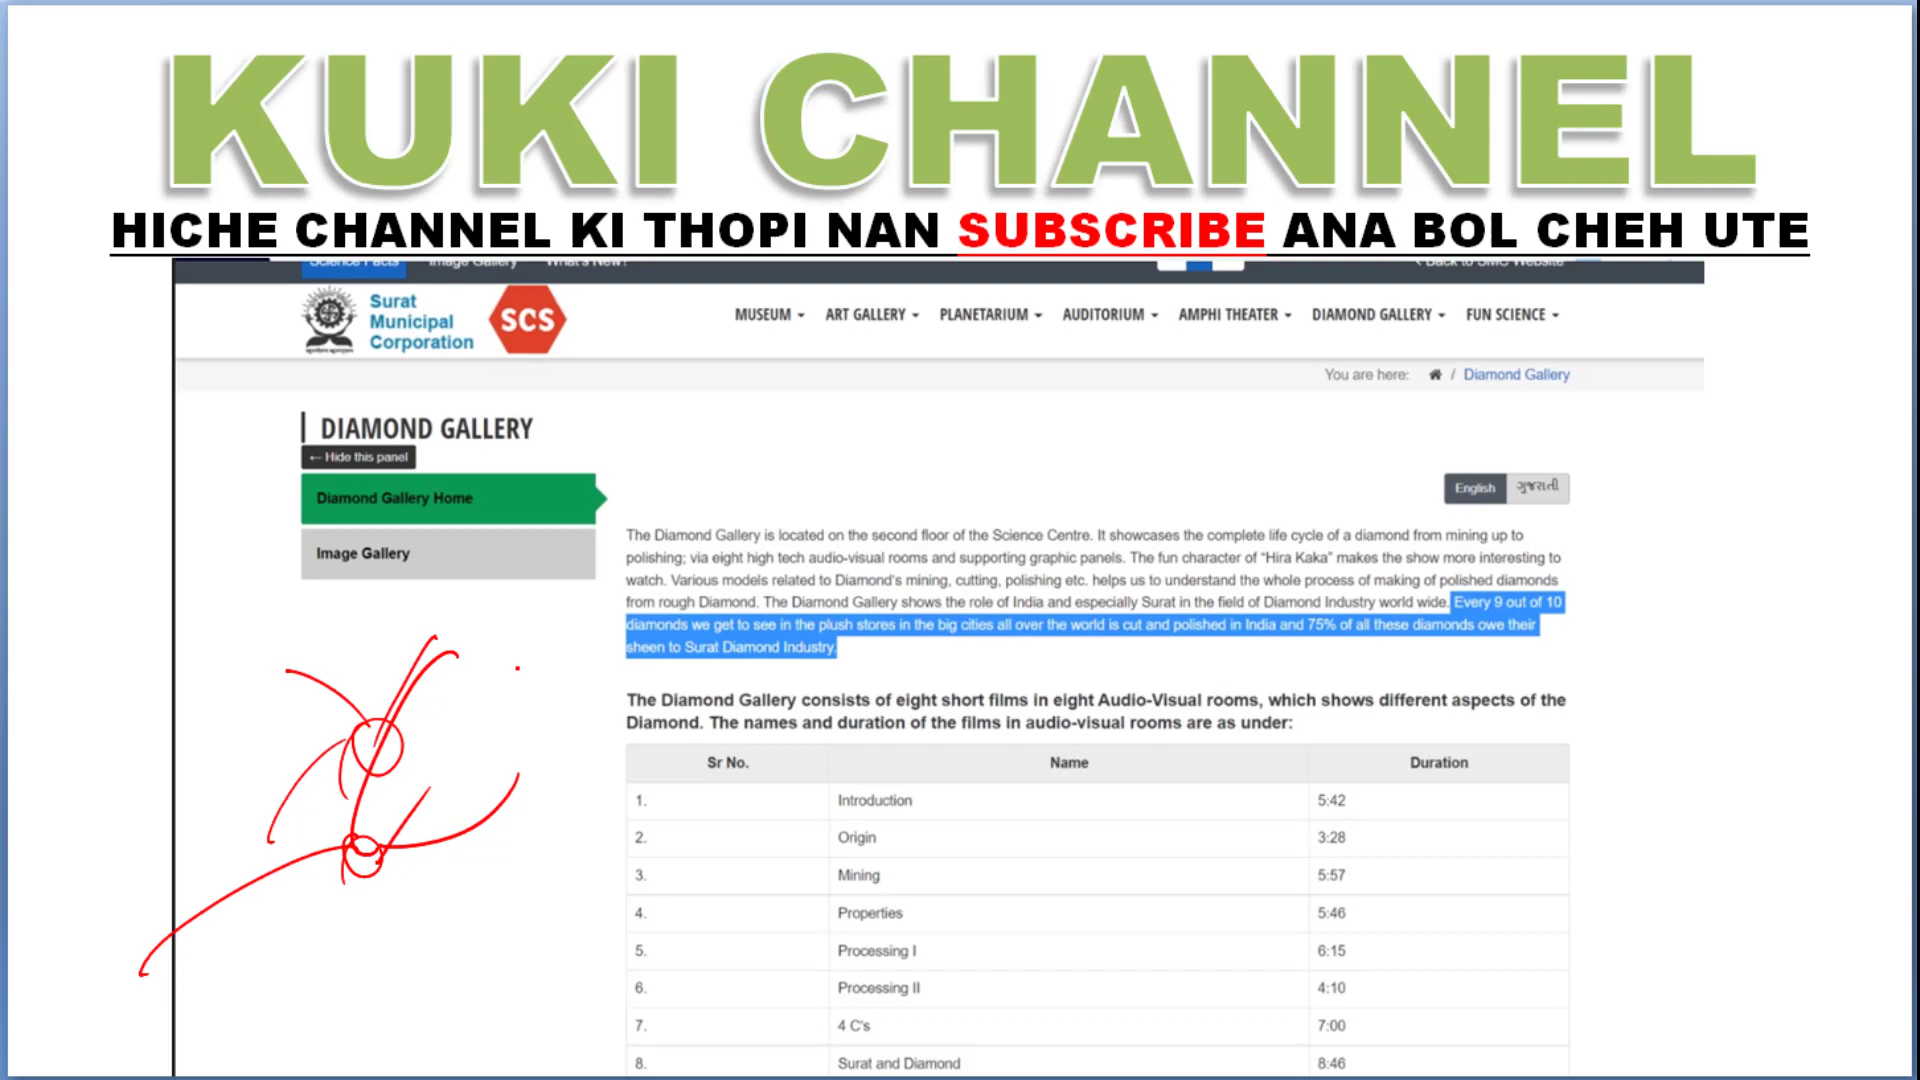 KUKI CHANNEL
HICHE CHANNEL KI THOPI NAN SUBSCRIBE ANA BOL CHEH UTE
Science Facts Image Gallery What's New? Back to SMC Website
Surat
Municipal
Corporation
SCS
MUSEUM ART GALLERY PLANETARIUM AUDITORIUM AMPHI THEATER DIAMOND GALLERY FUN SCIENCE
You are here: / Diamond Gallery
DIAMOND GALLERY
← Hide this panel
Diamond Gallery Home
Image Gallery
English ગુજરાતી
The Diamond Gallery is located on the second floor of the Science Centre. It showcases the complete life cycle of a diamond from mining up to
polishing; via eight high tech audio-visual rooms and supporting graphic panels. The fun character of “Hira Kaka” makes the show more interesting to
watch. Various models related to Diamond's mining, cutting, polishing etc. helps us to understand the whole process of making of polished diamonds
from rough Diamond. The Diamond Gallery shows the role of India and especially Surat in the field of Diamond Industry world wide. Every 9 out of 10
diamonds we get to see in the plush stores in the big cities all over the world is cut and polished in India and 75% of all these diamonds owe their
sheen to Surat Diamond Industry.
The Diamond Gallery consists of eight short films in eight Audio-Visual rooms, which shows different aspects of the
Diamond. The names and duration of the films in audio-visual rooms are as under:
Sr No. Name Duration
1. Introduction 5:42
2. Origin 3:28
3. Mining 5:57
4. Properties 5:46
5. Processing I 6:15
6. Processing II 4:10
7. 4 C's 7:00
8. Surat and Diamond 8:46